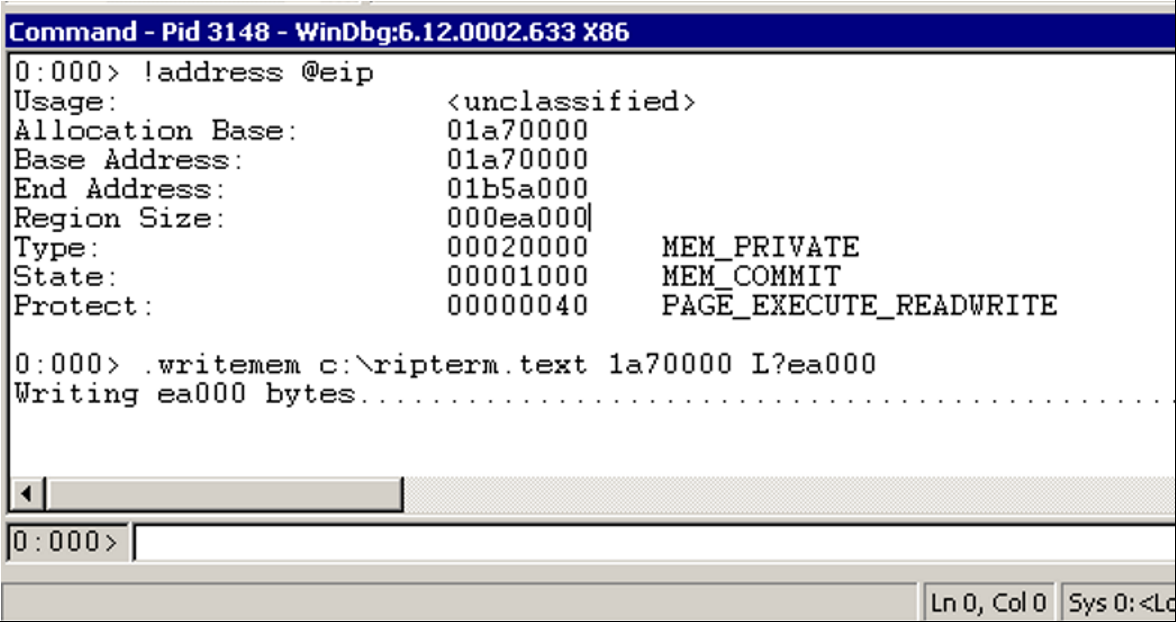 Command - Pid 3148 - WinDbg:6.12.0002.633 X86
0:000> !address @eip
Usage: <unclassified>
Allocation Base: 01a70000
Base Address: 01a70000
End Address: 01b5a000
Region Size: 000ea000
Type: 00020000 MEM_PRIVATE
State: 00001000 MEM_COMMIT
Protect: 00000040 PAGE_EXECUTE_READWRITE
0:000> .writemem c:\ripterm.text 1a70000 L?ea000
Writing ea000 bytes..............................................
0:000>
Ln 0, Col 0 Sys 0: